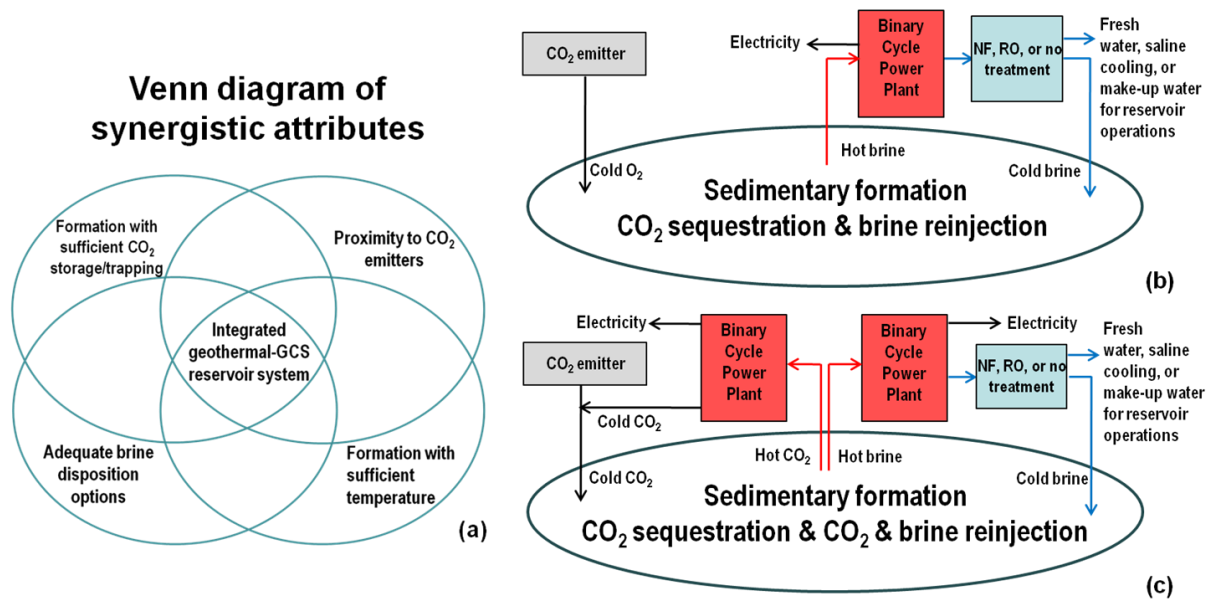 Venn diagram of
synergistic attributes
Formation with
sufficient CO₂
storage/trapping
Proximity to CO₂
emitters
Integrated
geothermal-GCS
reservoir system
Adequate brine
disposition
options
Formation with
sufficient
temperature
(a)
CO₂ emitter
Electricity
Binary
Cycle
Power
Plant
NF, RO, or no
treatment
Fresh
water, saline
cooling, or
make-up water
for reservoir
operations
Cold O₂
Hot brine
Cold brine
Sedimentary formation
CO₂ sequestration & brine reinjection
(b)
Electricity
CO₂ emitter
Binary
Cycle
Power
Plant
Binary
Cycle
Power
Plant
Electricity
NF, RO, or no
treatment
Fresh
water, saline
cooling, or
make-up water
for reservoir
operations
Cold CO₂
Cold CO₂
Hot CO₂
Hot brine
Cold brine
Sedimentary formation
CO₂ sequestration & CO₂ & brine reinjection
(c)